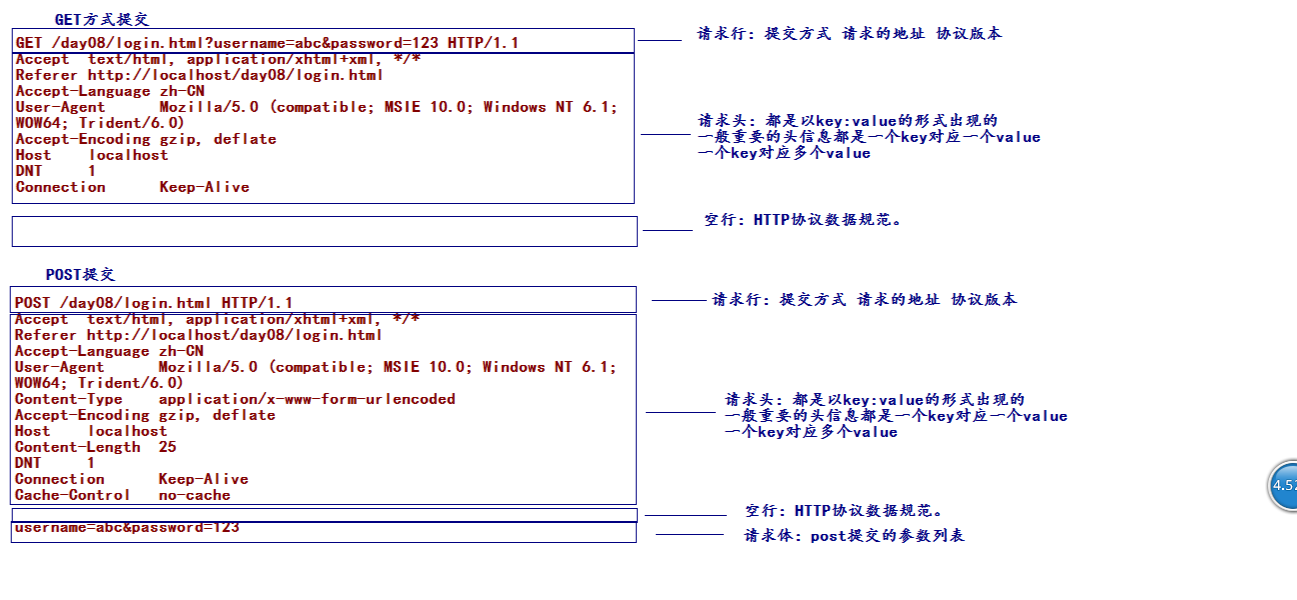 GET方式提交
GET /day08/login.html?username=abc&password=123 HTTP/1.1
请求行：提交方式 请求的地址 协议版本
Accept text/html, application/xhtml+xml, */*
Referer http://localhost/day08/login.html
Accept-Language zh-CN
User-Agent Mozilla/5.0 (compatible; MSIE 10.0; Windows NT 6.1;
WOW64; Trident/6.0)
Accept-Encoding gzip, deflate
Host localhost
DNT 1
Connection Keep-Alive
请求头：都是以key:value的形式出现的
一般重要的头信息都是一个key对应一个value
一个key对应多个value
空行：HTTP协议数据规范。
POST提交
POST /day08/login.html HTTP/1.1
请求行：提交方式 请求的地址 协议版本
Accept text/html, application/xhtml+xml, */*
Referer http://localhost/day08/login.html
Accept-Language zh-CN
User-Agent Mozilla/5.0 (compatible; MSIE 10.0; Windows NT 6.1;
WOW64; Trident/6.0)
Content-Type application/x-www-form-urlencoded
Accept-Encoding gzip, deflate
Host localhost
Content-Length 25
DNT 1
Connection Keep-Alive
Cache-Control no-cache
请求头：都是以key:value的形式出现的
一般重要的头信息都是一个key对应一个value
一个key对应多个value
空行：HTTP协议数据规范。
username=abc&password=123
请求体：post提交的参数列表